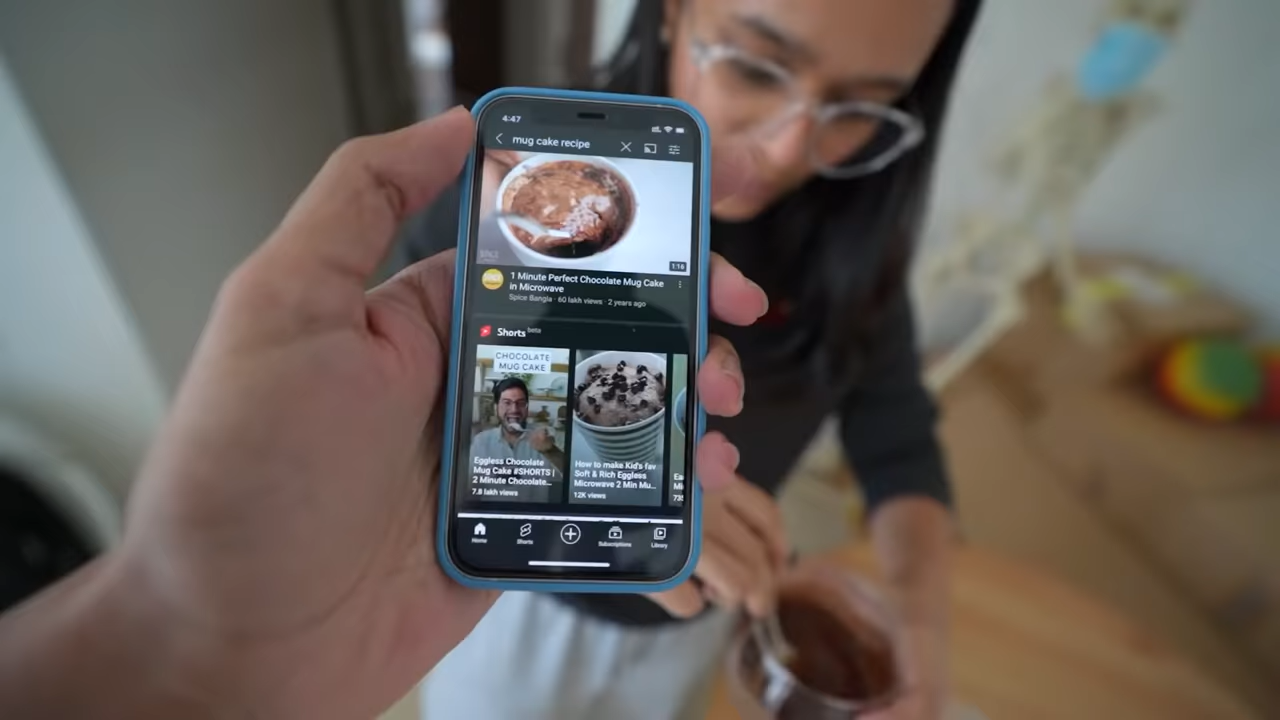 4:47
mug cake recipe
1:16
1 Minute Perfect Chocolate Mug Cake
in Microwave
Spice Bangla · 60 lakh views · 2 years ago
Shorts beta
CHOCOLATE
MUG CAKE
Eggless Chocolate
Mug Cake #SHORTS |
2 Minute Chocolate...
7.8 lakh views
How to make Kid's fav
Soft & Rich Eggless
Microwave 2 Min Mu...
12K views
Home
Shorts
Subscriptions
Library